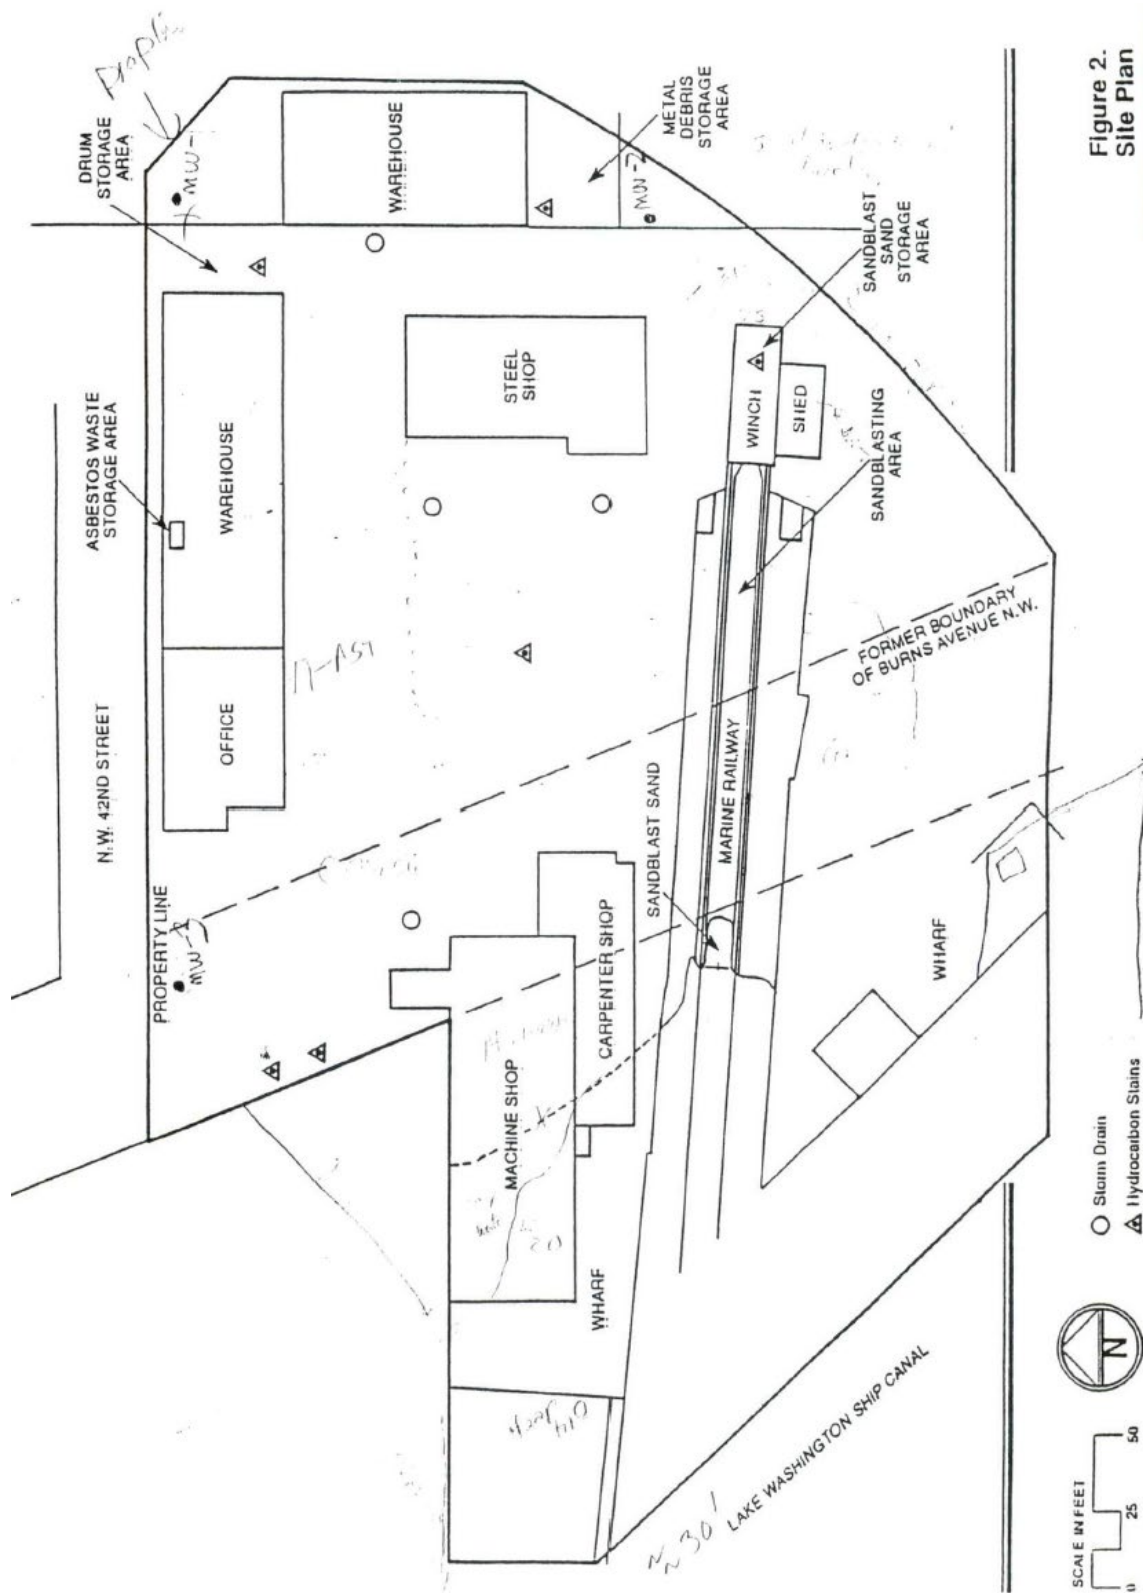 Figure 2.
Site Plan
N.W. 42ND STREET
PROPERTY LINE
ASBESTOS WASTE
STORAGE AREA
DRUM
STORAGE
AREA
MW-3
MW-1
OFFICE
WAREHOUSE
WAREHOUSE
METAL
DEBRIS
STORAGE
AREA
MW-2
STEEL
SHOP
MACHINE SHOP
CARPENTER SHOP
WHARF
SANDBLAST SAND
MARINE RAILWAY
WINCH
SHED
SANDBLAST
SAND
STORAGE
AREA
SANDBLASTING
AREA
FORMER BOUNDARY
OF BURNS AVENUE N.W.
WHARF
≈ 30'
LAKE WASHINGTON SHIP CANAL
SCALE IN FEET
0 25 50
N
Storm Drain
Hydrocarbon Stains